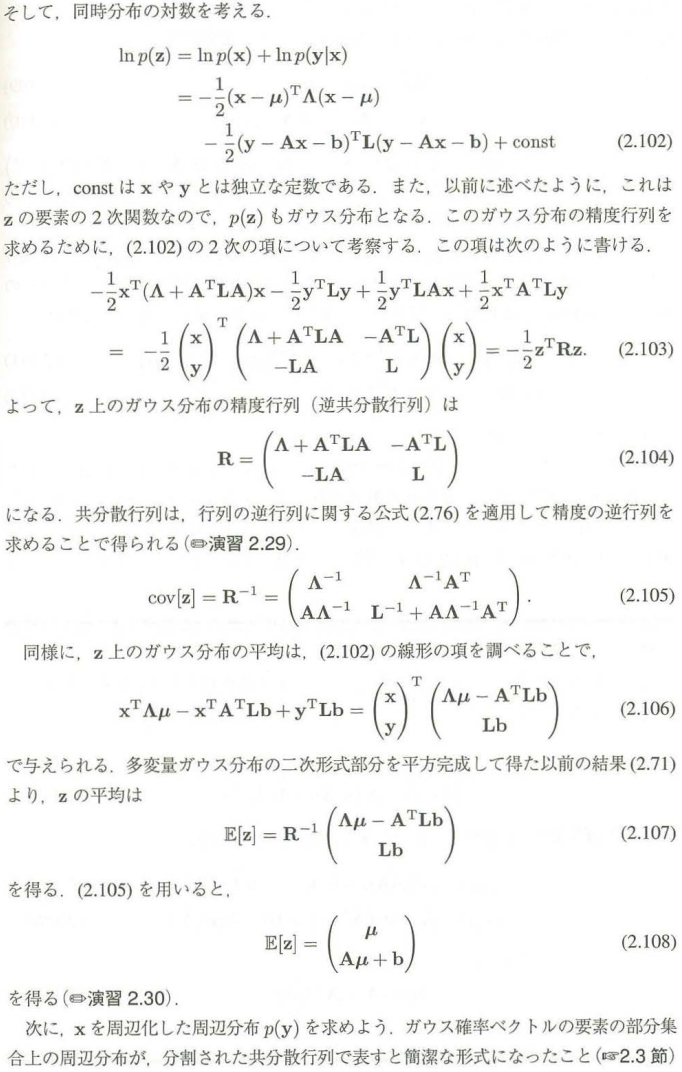 そして，同時分布の対数を考える．
ln p(z) = ln p(x) + ln p(y|x)
= −1/2 (x − μ)ᵀΛ(x − μ)
− 1/2 (y − Ax − b)ᵀL(y − Ax − b) + const (2.102)
ただし，const は x や y とは独立な定数である．また，以前に述べたように，これは
z の要素の 2 次関数なので，p(z) もガウス分布となる．このガウス分布の精度行列を
求めるために，(2.102) の 2 次の項について考察する．この項は次のように書ける．
−1/2 xᵀ(Λ + AᵀLA)x − 1/2 yᵀLy + 1/2 yᵀLAx + 1/2 xᵀAᵀLy
= −1/2 (x y)ᵀ (Λ + AᵀLA −AᵀL −LA L) (x y) = −1/2 zᵀRz. (2.103)
よって，z 上のガウス分布の精度行列（逆共分散行列）は
R = (Λ + AᵀLA −AᵀL −LA L) (2.104)
になる．共分散行列は，行列の逆行列に関する公式 (2.76) を適用して精度の逆行列を
求めることで得られる (✏演習 2.29)．
cov[z] = R⁻¹ = (Λ⁻¹ Λ⁻¹Aᵀ AΛ⁻¹ L⁻¹ + AΛ⁻¹Aᵀ). (2.105)
同様に，z 上のガウス分布の平均は，(2.102) の線形の項を調べることで，
xᵀΛμ − xᵀAᵀLb + yᵀLb = (x y)ᵀ (Λμ − AᵀLb Lb) (2.106)
で与えられる．多変量ガウス分布の二次形式部分を平方完成して得た以前の結果 (2.71)
より，z の平均は
𝔼[z] = R⁻¹ (Λμ − AᵀLb Lb) (2.107)
を得る．(2.105) を用いると，
𝔼[z] = (μ Aμ + b) (2.108)
を得る (✏演習 2.30)．
次に，x を周辺化した周辺分布 p(y) を求めよう．ガウス確率ベクトルの要素の部分集
合上の周辺分布が，分割された共分散行列で表すと簡潔な形式になったこと (☞2.3 節)